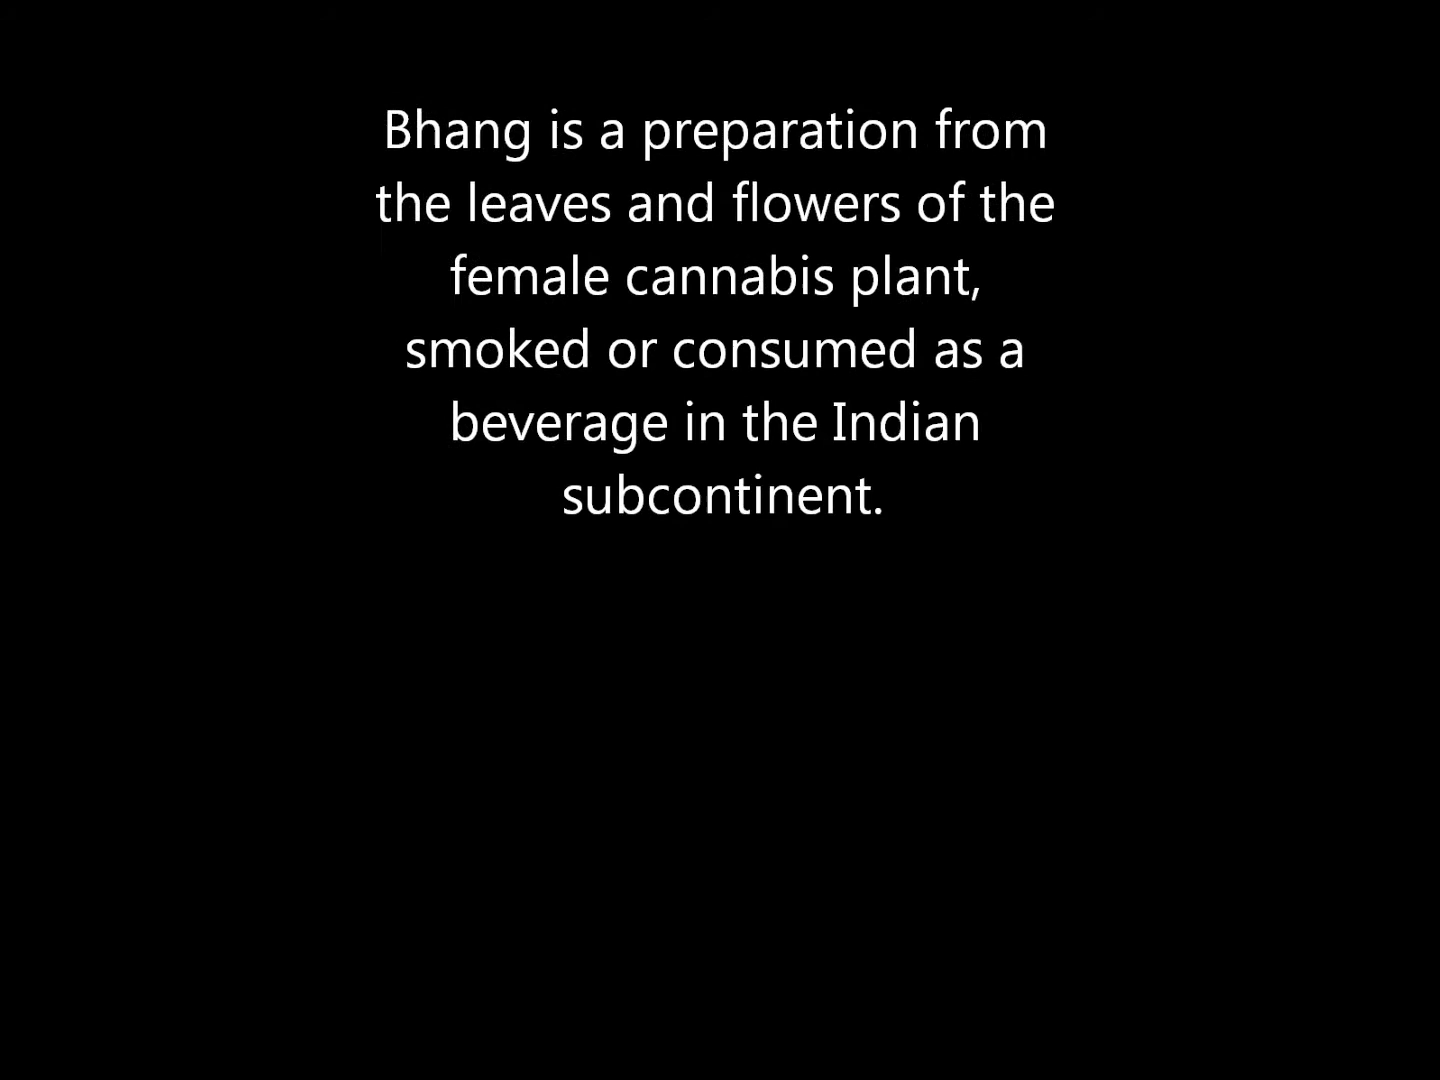 Bhang is a preparation from
the leaves and flowers of the
female cannabis plant,
smoked or consumed as a
beverage in the Indian
subcontinent.